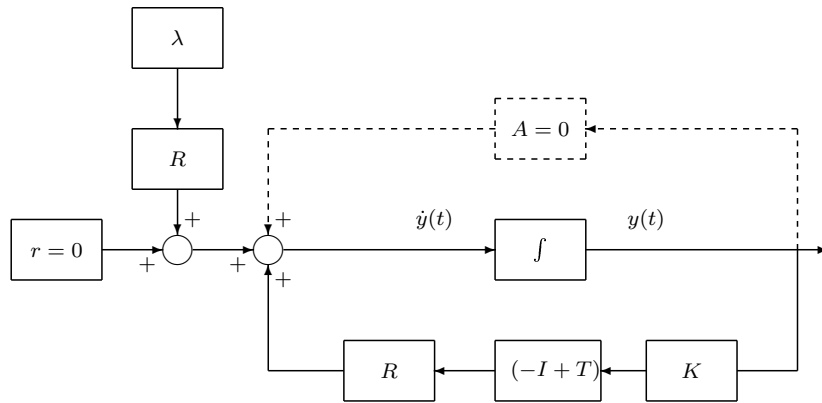 λ
R
A = 0
+ +
ẏ(t) y(t)
r = 0 ∫
+ + +
R (−I + T) K